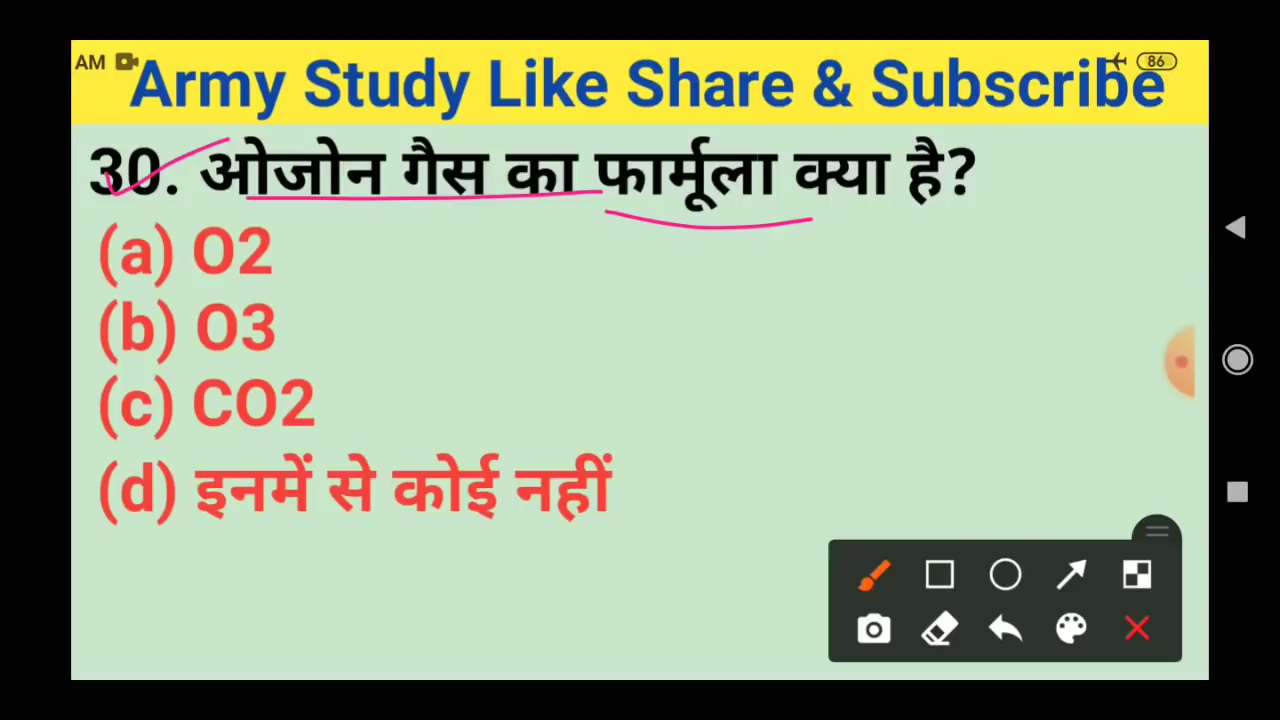 AM
86
Army Study Like Share & Subscribe
30. ओजोन गैस का फार्मूला क्या है?
(a) O2
(b) O3
(c) CO2
(d) इनमें से कोई नहीं